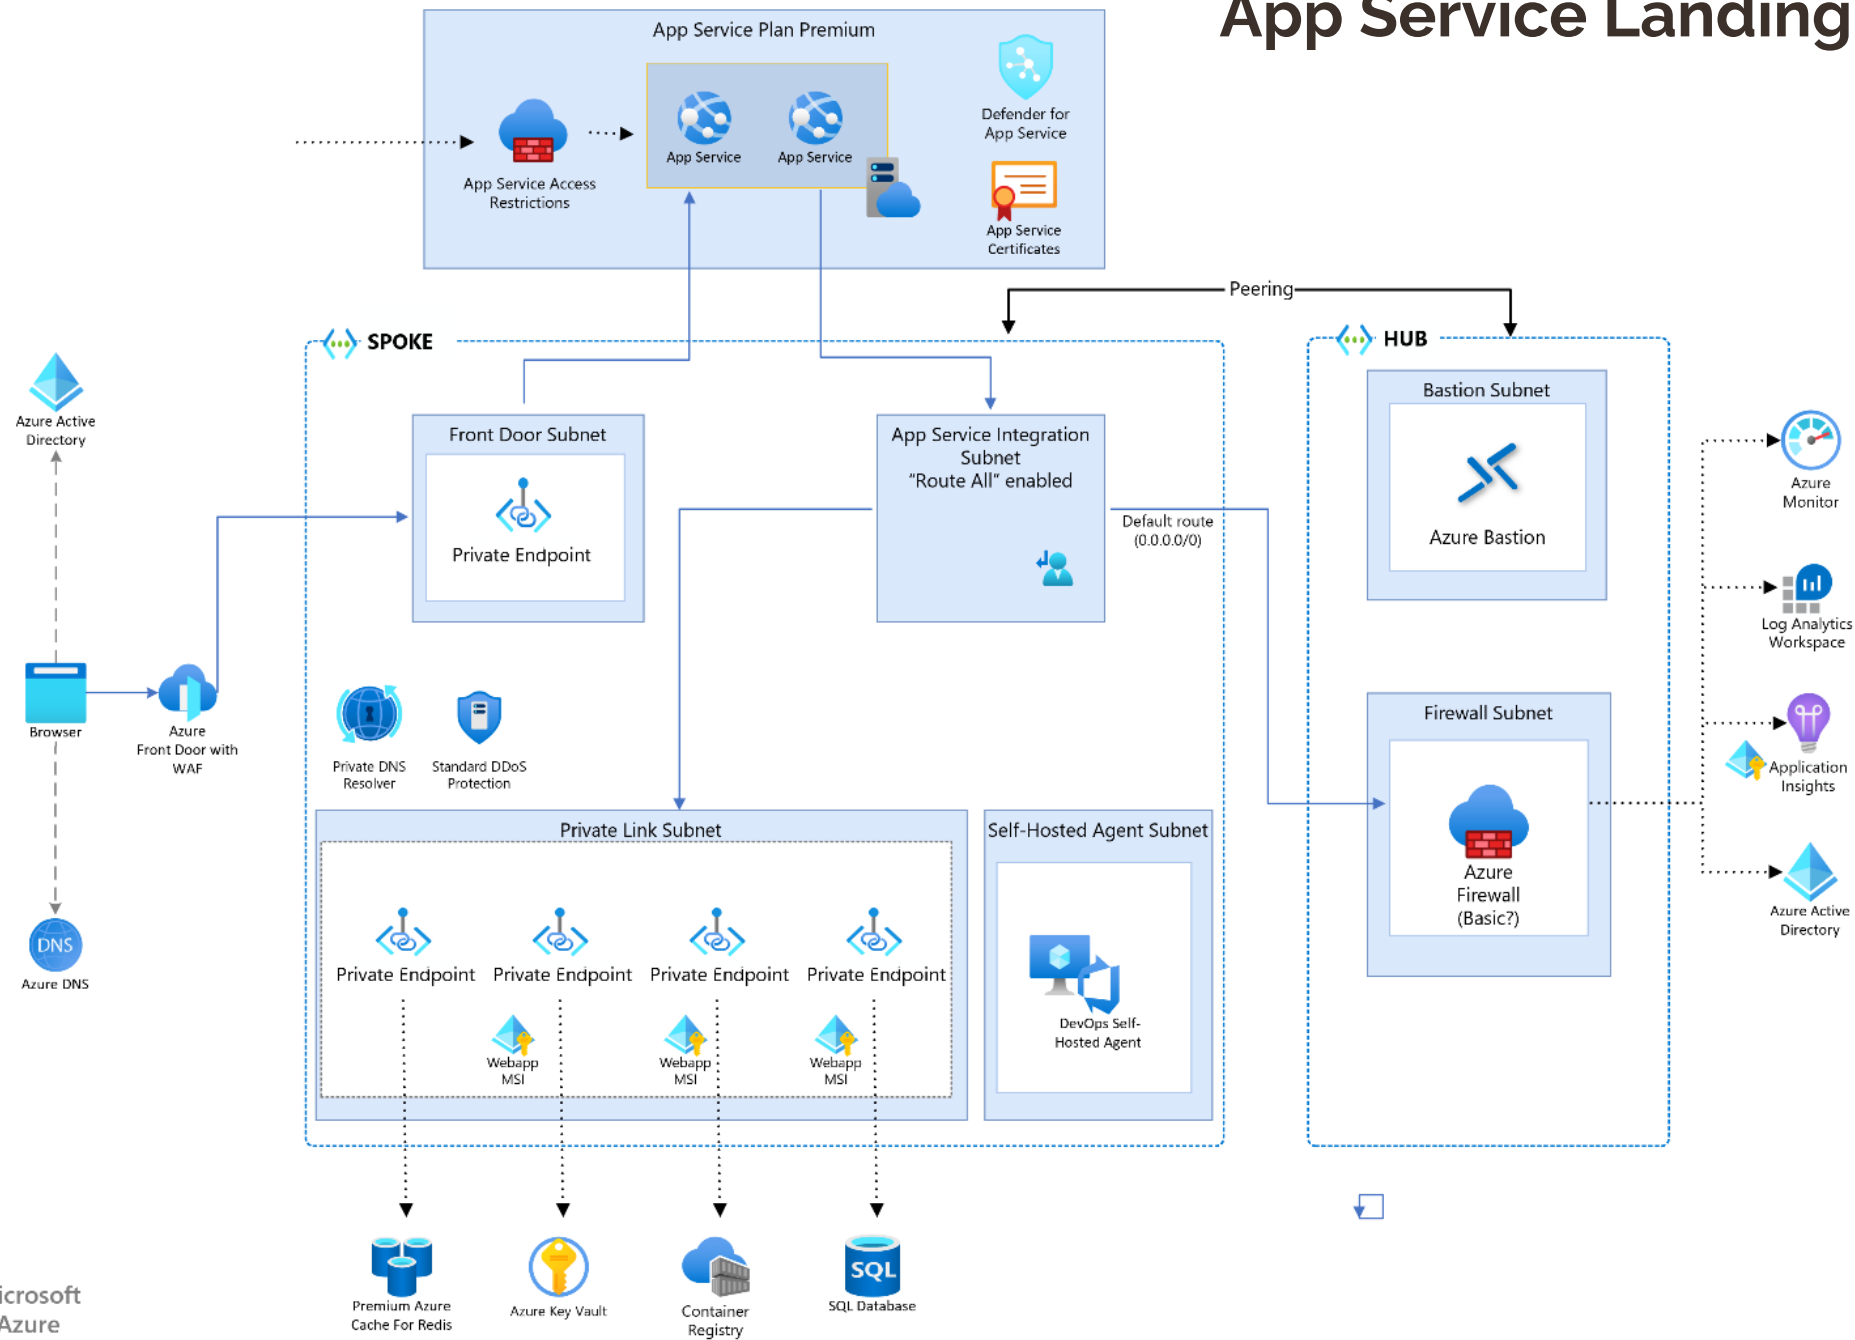 App Service Landing
App Service Plan Premium
App Service
App Service
Defender for
App Service
App Service Access
Restrictions
App Service
Certificates
Peering
SPOKE
HUB
Azure Active
Directory
Front Door Subnet
Private Endpoint
App Service Integration
Subnet
"Route All" enabled
Default route
(0.0.0.0/0)
Bastion Subnet
Azure Bastion
Azure
Monitor
Log Analytics
Workspace
Browser
Azure
Front Door with
WAF
Private DNS
Resolver
Standard DDoS
Protection
Firewall Subnet
Azure
Firewall
(Basic?)
Application
Insights
Azure Active
Directory
Private Link Subnet
Self-Hosted Agent Subnet
DNS
Azure DNS
Private Endpoint
Private Endpoint
Private Endpoint
Private Endpoint
Webapp
MSI
Webapp
MSI
Webapp
MSI
DevOps Self-
Hosted Agent
Premium Azure
Cache For Redis
Azure Key Vault
Container
Registry
SQL
SQL Database
icrosoft
Azure